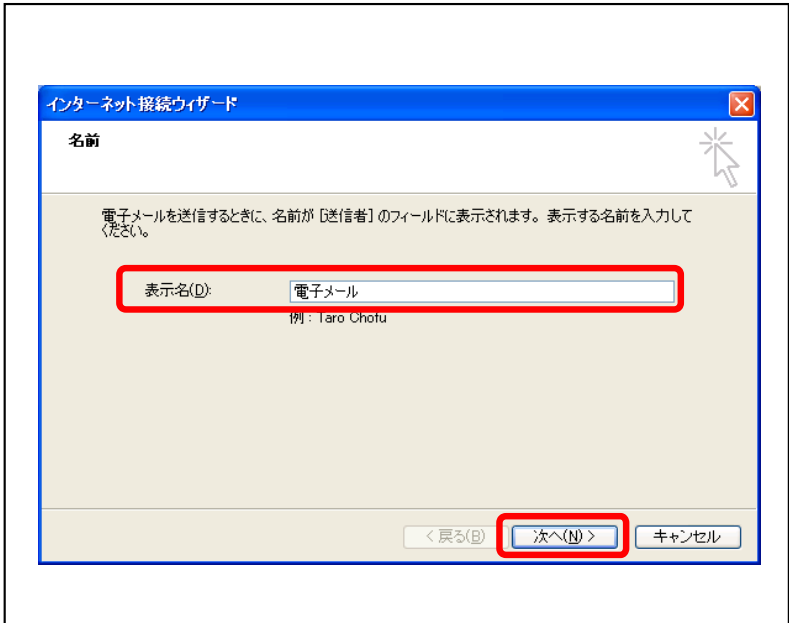 インターネット接続ウィザード
名前
電子メールを送信するときに、名前が [送信者] のフィールドに表示されます。表示する名前を入力して
ください。
表示名(D):
電子メール
例：Taro Chofu
< 戻る(B)
次へ(N) >
キャンセル